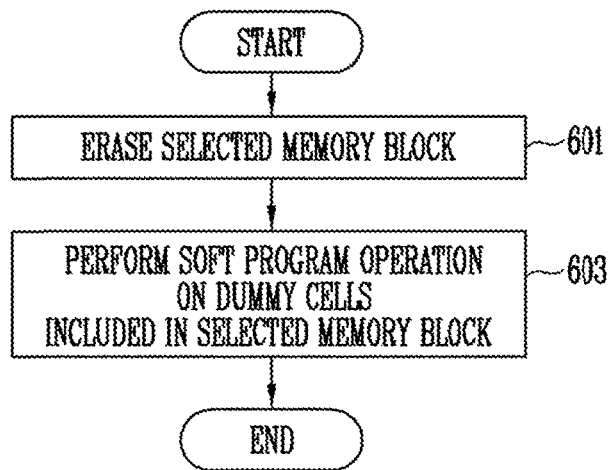 START
ERASE SELECTED MEMORY BLOCK
601
PERFORM SOFT PROGRAM OPERATION
ON DUMMY CELLS
INCLUDED IN SELECTED MEMORY BLOCK
603
END